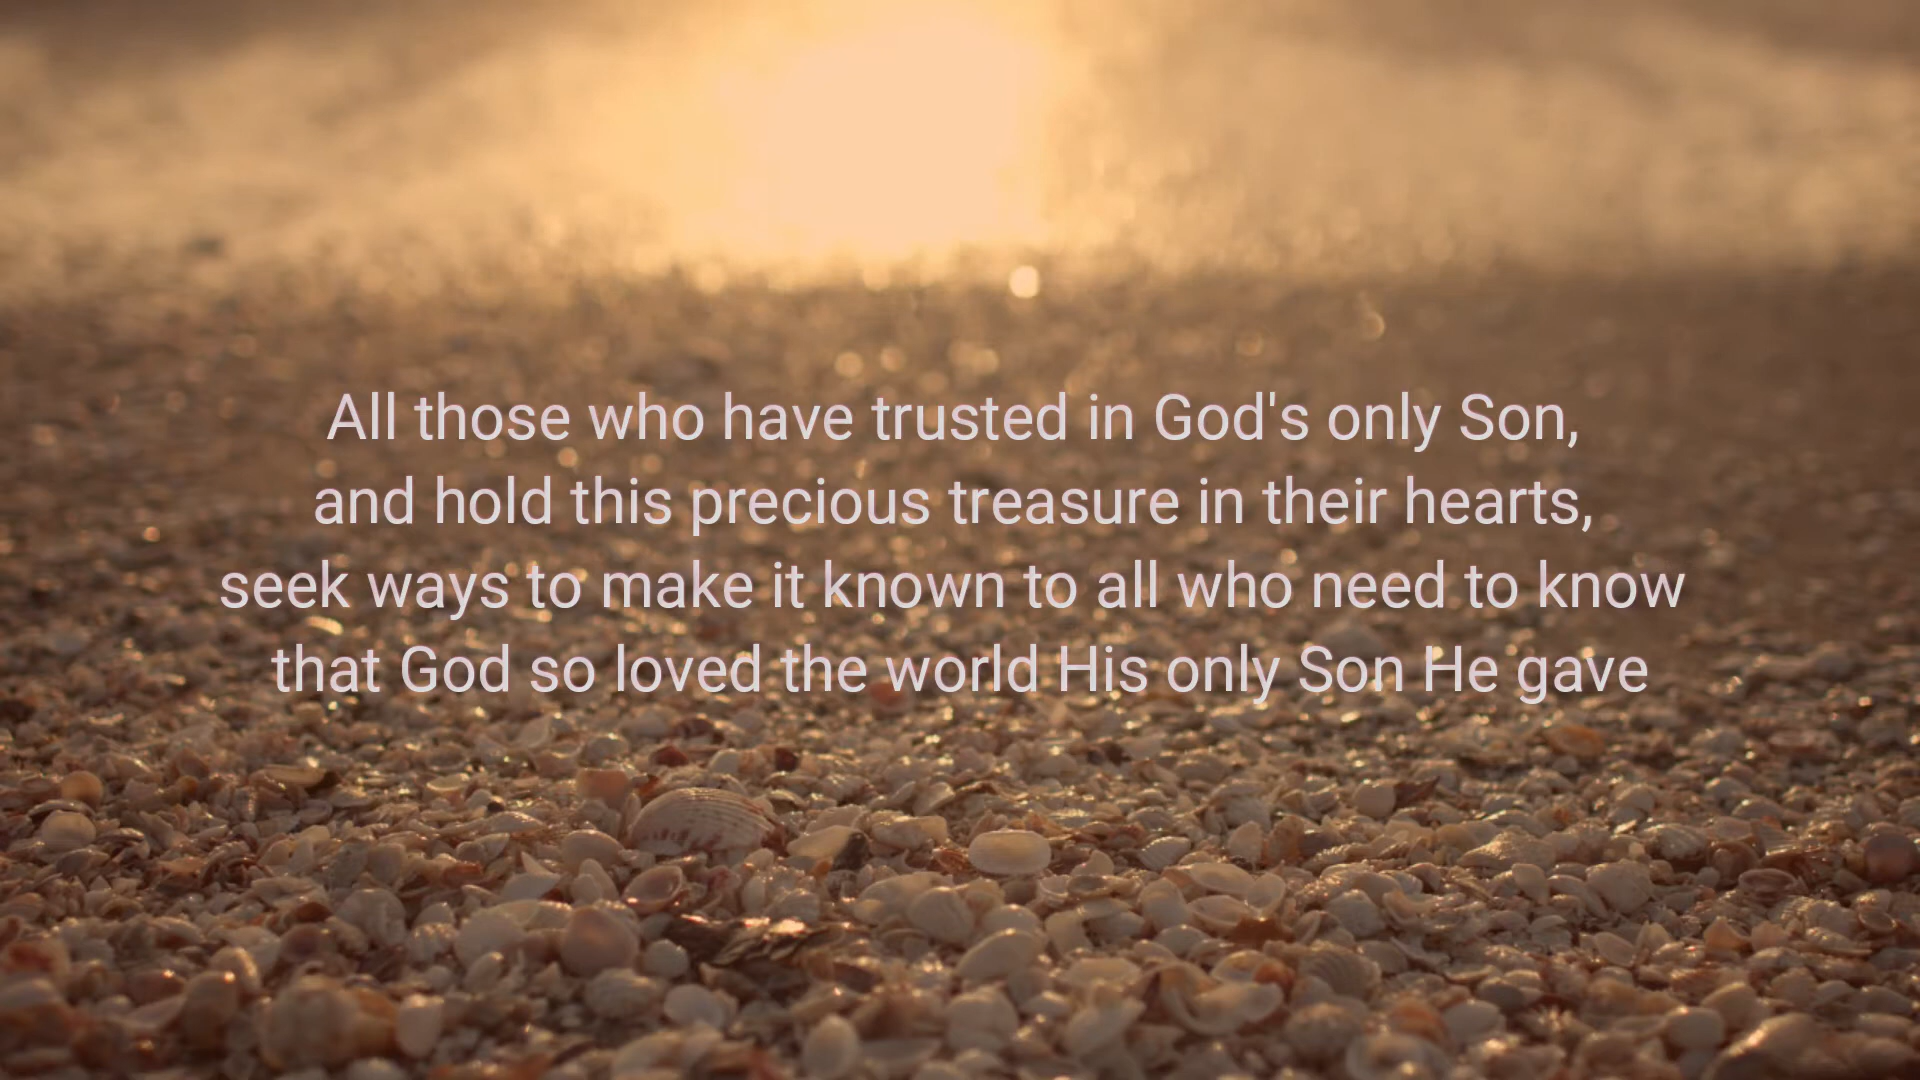 All those who have trusted in God's only Son,
and hold this precious treasure in their hearts,
seek ways to make it known to all who need to know
that God so loved the world His only Son He gave